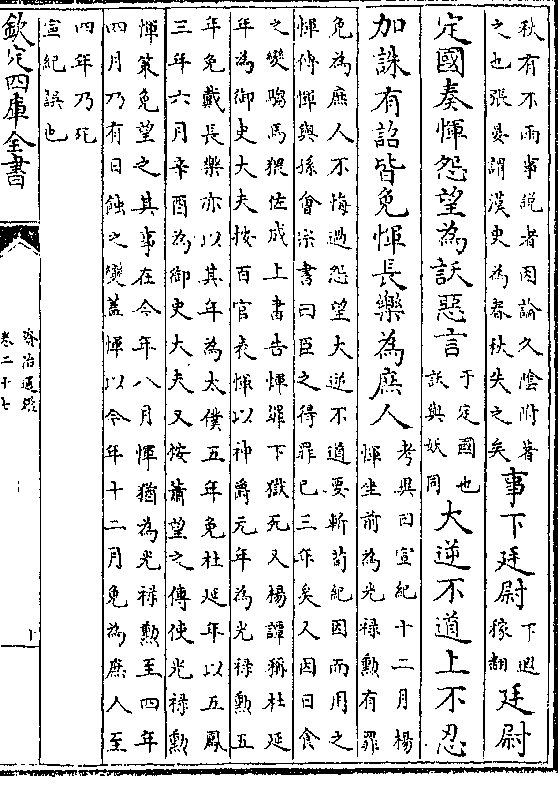 秋有不雨事說者因論久隂附著
之也張晏謂漢史為春秋失之矣
事下廷尉
下遐
稼翻
廷尉
定國奏惲怨望為訞惡言
于定國也
訞與妖同
大逆不道上不忍
加誅有詔皆免惲長樂為庶人
考異曰宣紀十二月楊
惲坐前為光禄勲有罪
免為庶人不悔過怨望大逆不道要斬荀紀因而用之
惲傳惲與孫㑹宗書曰臣之得罪已三年矣又因日食
之變騶馬猥佐成上書告惲罪下獄死又楊譚稱杜延
年為御史大夫按百官表惲以神爵元年為光禄勲五
年免戴長樂亦以其年為太僕五年免杜延年以五鳳
三年六月辛酉為御史大夫又按蕭望之傳使光禄勲
惲策免望之其事在今年八月惲猶為光禄勲至四年
四月乃有日蝕之變蓋惲以今年十二月免為庶人至
四年乃死
宣紀誤也
欽定四庫全書
資治通鑑
卷二十七